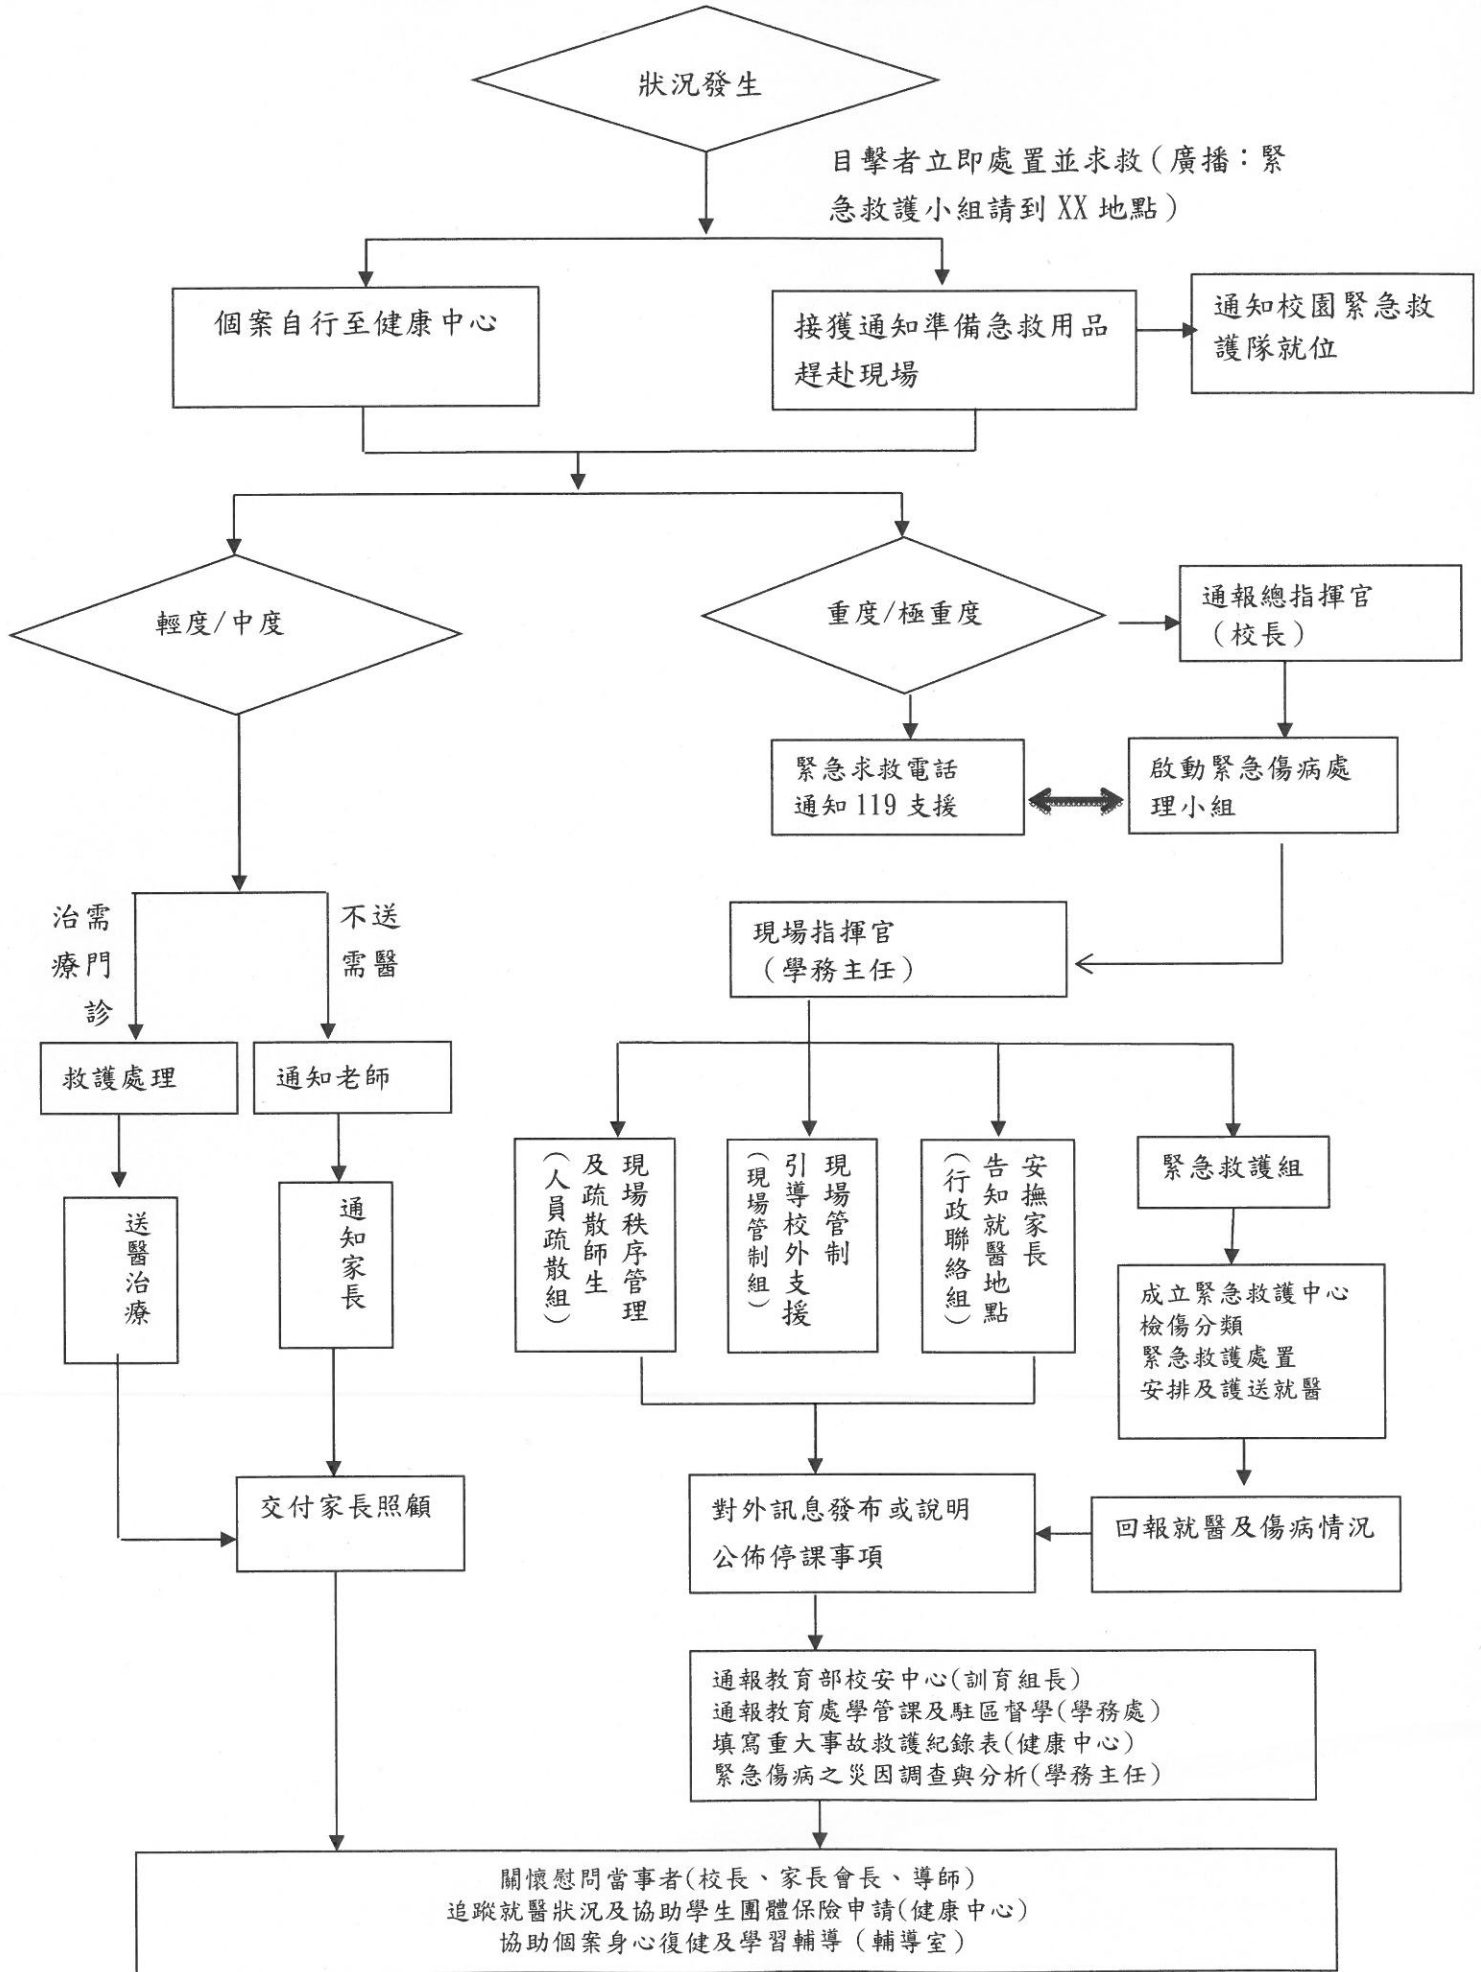 狀況發生
目擊者立即處置並求救(廣播：緊
急救護小組請到 XX 地點)
個案自行至健康中心
接獲通知準備急救用品
趕赴現場
通知校園緊急救
護隊就位
輕度/中度
重度/極重度
通報總指揮官
(校長)
緊急求救電話
通知 119 支援
啟動緊急傷病處
理小組
需門診
治療
送醫
不需
現場指揮官
(學務主任)
救護處理
通知老師
送醫治療
通知家長
現場秩序管理
及疏散師生
(人員疏散組)
現場管制
引導校外支援
(現場管制組)
安撫家長
告知就醫地點
(行政聯絡組)
緊急救護組
成立緊急救護中心
檢傷分類
緊急救護處置
安排及護送就醫
交付家長照顧
對外訊息發布或說明
公佈停課事項
回報就醫及傷病情況
通報教育部校安中心(訓育組長)
通報教育處學管課及駐區督學(學務處)
填寫重大事故救護紀錄表(健康中心)
緊急傷病之災因調查與分析(學務主任)
關懷慰問當事者(校長、家長會長、導師)
追蹤就醫狀況及協助學生團體保險申請(健康中心)
協助個案身心復健及學習輔導(輔導室)